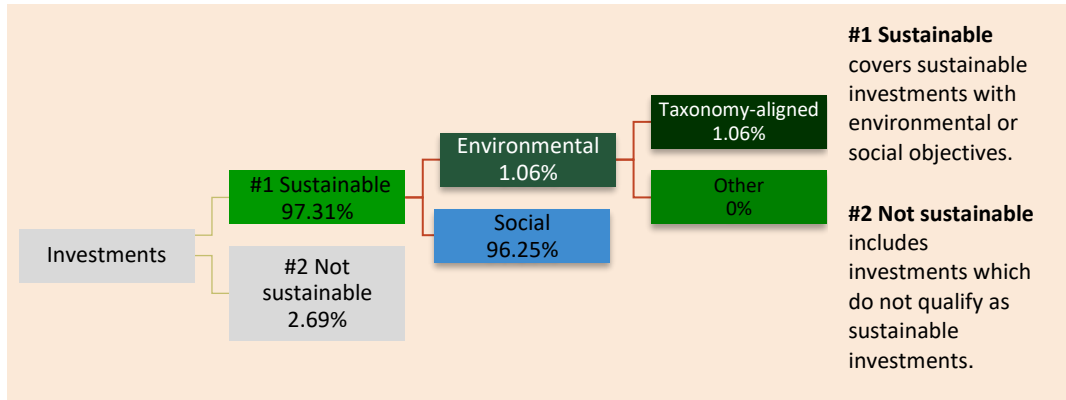 Investments
#1 Sustainable
97.31%
#2 Not
sustainable
2.69%
Environmental
1.06%
Social
96.25%
Taxonomy-aligned
1.06%
Other
0%
#1 Sustainable
covers sustainable
investments with
environmental or
social objectives.
#2 Not sustainable
includes
investments which
do not qualify as
sustainable
investments.